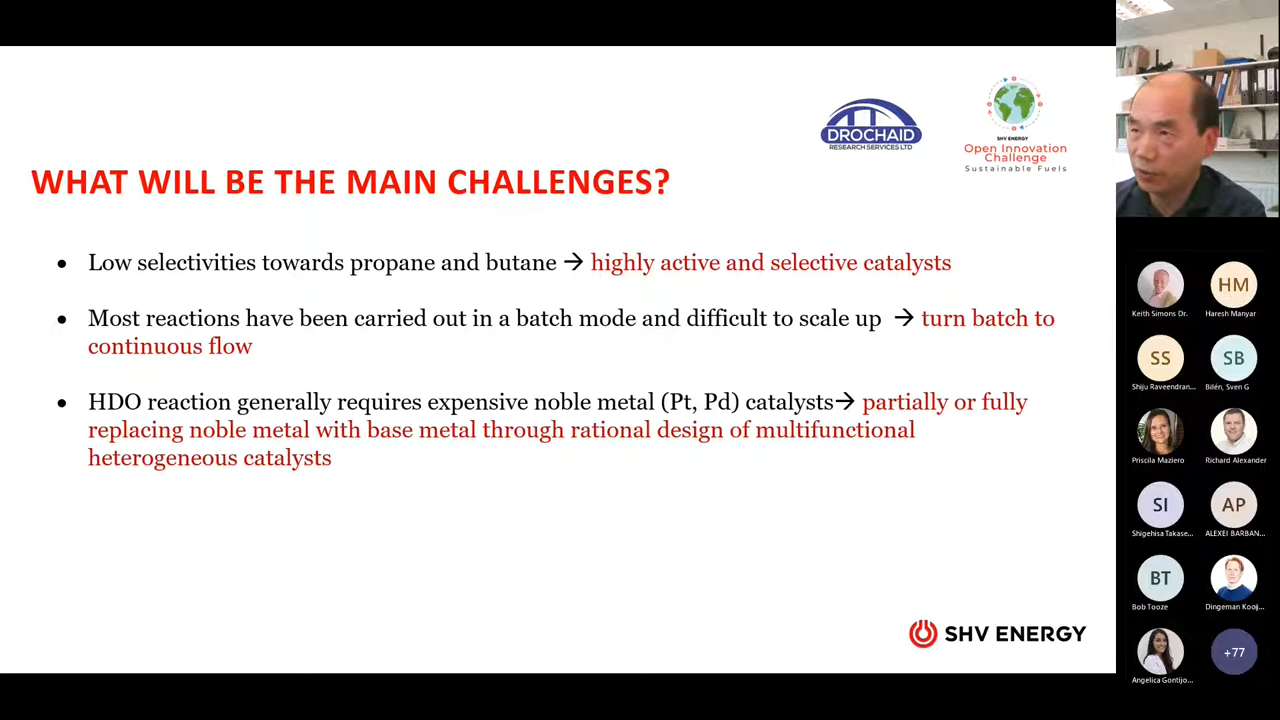 DROCHAID
RESEARCH SERVICES LTD
SHV ENERGY
Open Innovation
Challenge
Sustainable Fuels
WHAT WILL BE THE MAIN CHALLENGES?
• Low selectivities towards propane and butane → highly active and selective catalysts
• Most reactions have been carried out in a batch mode and difficult to scale up → turn batch to
continuous flow
• HDO reaction generally requires expensive noble metal (Pt, Pd) catalysts→ partially or fully
replacing noble metal with base metal through rational design of multifunctional
heterogeneous catalysts
SHV ENERGY
Keith Simons Dr.
HM
Haresh Manyar
SS
Shiju Raveendran...
SB
Bilén, Sven G
Priscila Maziero
Richard Alexander
SI
Shigehisa Takase...
AP
ALEXEI BARBAN...
BT
Bob Tooze
Dingeman Kooij...
Angelica Gontijo...
+77